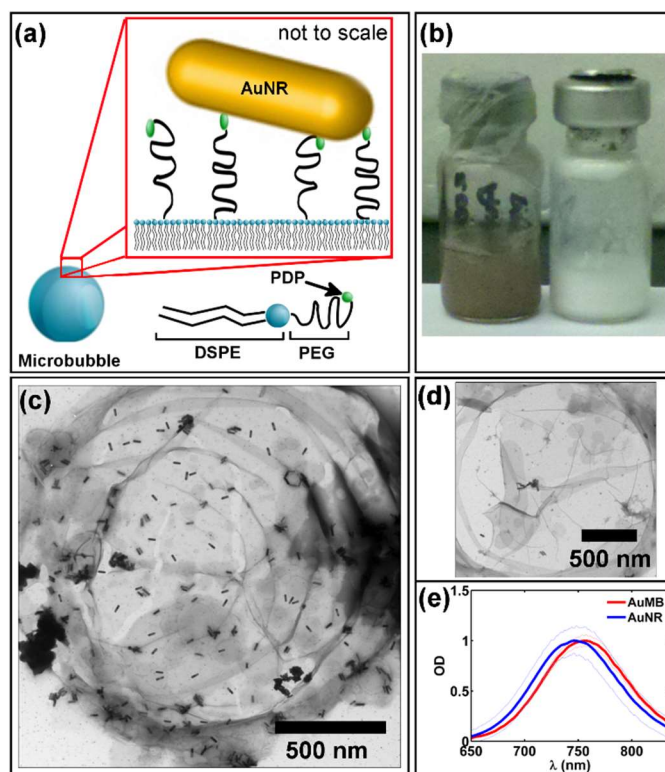 (a)
not to scale
AuNR
PDP
DSPE
PEG
Microbubble
(b)
(c)
500 nm
(d)
500 nm
(e)
1.5
1
0.5
0
OD
AuMB
AuNR
650
700
750
800
λ (nm)